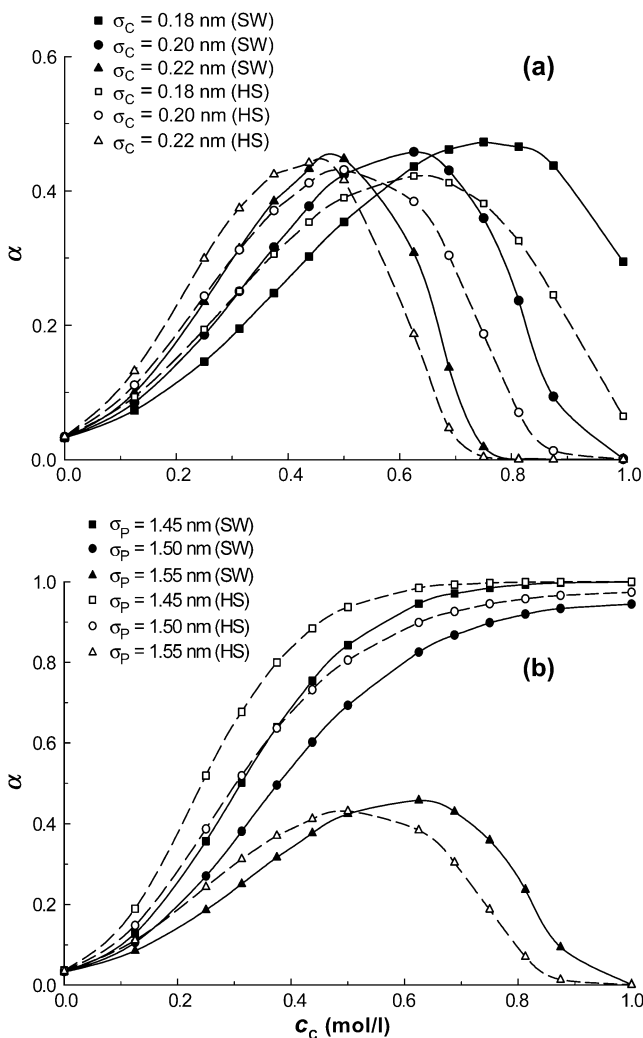 σC = 0.18 nm (SW)
σC = 0.20 nm (SW)
σC = 0.22 nm (SW)
σC = 0.18 nm (HS)
σC = 0.20 nm (HS)
σC = 0.22 nm (HS)
(a)
0.6
0.4
0.2
0.0
α
0.0 0.2 0.4 0.6 0.8 1.0
σP = 1.45 nm (SW)
σP = 1.50 nm (SW)
σP = 1.55 nm (SW)
σP = 1.45 nm (HS)
σP = 1.50 nm (HS)
σP = 1.55 nm (HS)
(b)
1.0
0.8
0.6
0.4
0.2
0.0
α
0.0 0.2 0.4 0.6 0.8 1.0
cc (mol/l)